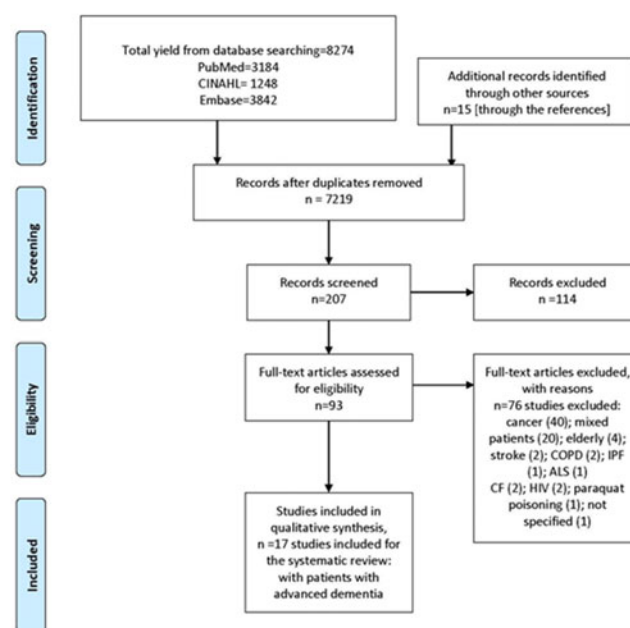 Identification
Total yield from database searching=8274
PubMed=3184
CINAHL= 1248
Embase=3842
Additional records identified
through other sources
n=15 [through the references]
Records after duplicates removed
n = 7219
Screening
Records screened
n=207
Records excluded
n =114
Eligibility
Full-text articles assessed
for eligibility
n=93
Full-text articles excluded,
with reasons
n=76 studies excluded:
cancer (40); mixed
patients (20); elderly (4);
stroke (2); COPD (2); IPF
(1); ALS (1)
CF (2); HIV (2); paraquat
poisoning (1); not
specified (1)
Included
Studies included in
qualitative synthesis,
n =17 studies included for
the systematic review:
with patients with
advanced dementia